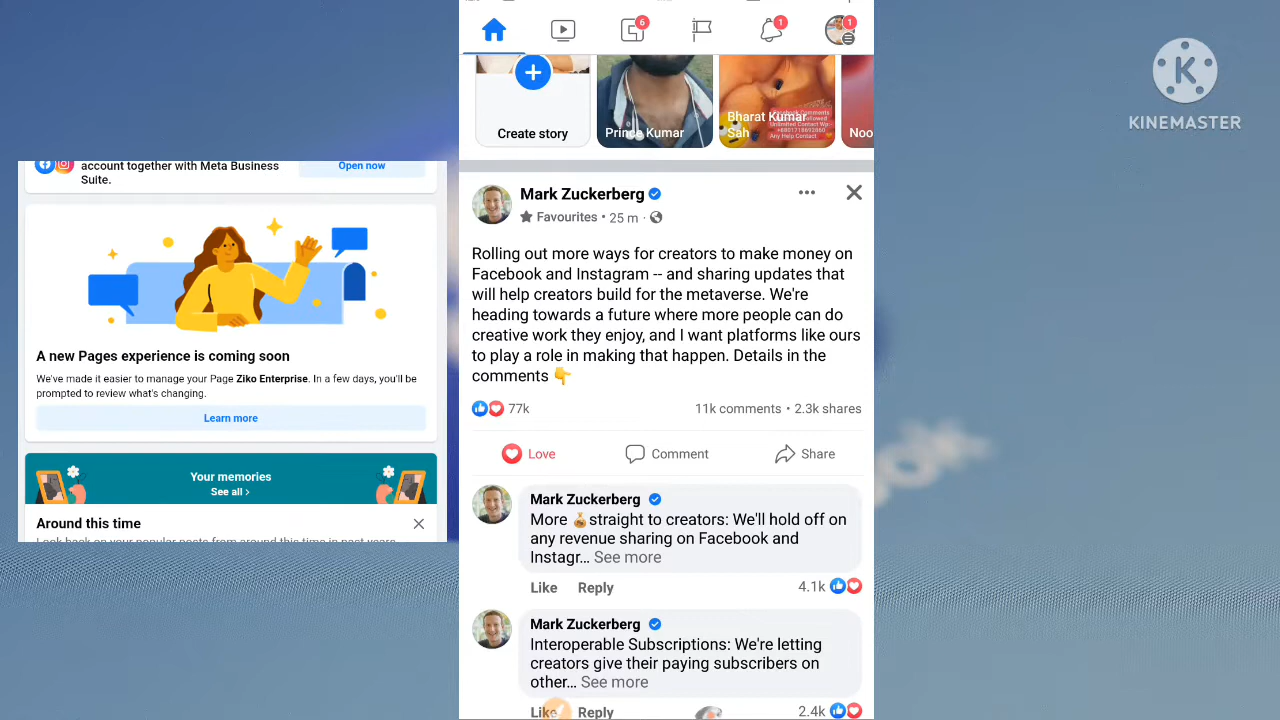 account together with Meta Business
Suite.
Open now
A new Pages experience is coming soon
We've made it easier to manage your Page Ziko Enterprise. In a few days, you'll be
prompted to review what's changing.
Learn more
Your memories
See all >
Around this time
Look back on your popular posts from around this time in past years.
6
1
1
Create story
Prince Kumar
Bharat Kumar
Sah
Noo
Mark Zuckerberg
Favourites • 25 m ·
Rolling out more ways for creators to make money on
Facebook and Instagram -- and sharing updates that
will help creators build for the metaverse. We're
heading towards a future where more people can do
creative work they enjoy, and I want platforms like ours
to play a role in making that happen. Details in the
comments 👇
77k
11k comments • 2.3k shares
Love
Comment
Share
Mark Zuckerberg
More 💰straight to creators: We'll hold off on
any revenue sharing on Facebook and
Instagr... See more
Like Reply
4.1k
Mark Zuckerberg
Interoperable Subscriptions: We're letting
creators give their paying subscribers on
other... See more
Like Reply
2.4k
K
KINEMASTER